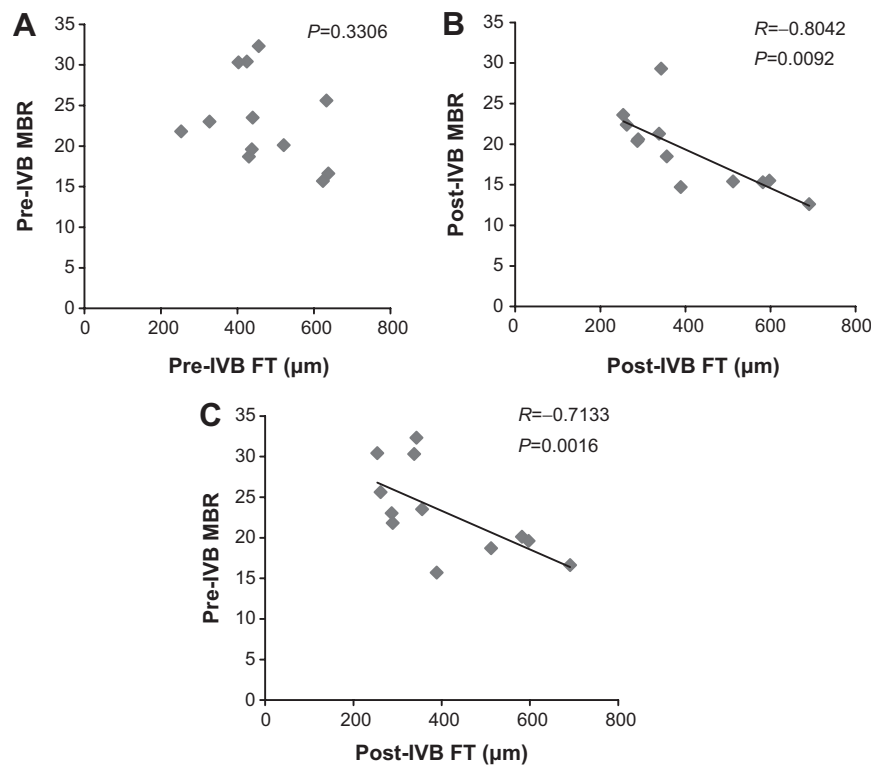 A
P=0.3306
35
30
25
20
15
10
5
0
0 200 400 600 800
Pre-IVB MBR
Pre-IVB FT (µm)
B
R=–0.8042
P=0.0092
35
30
25
20
15
10
5
0
0 200 400 600 800
Post-IVB MBR
Post-IVB FT (µm)
C
R=–0.7133
P=0.0016
35
30
25
20
15
10
5
0
0 200 400 600 800
Pre-IVB MBR
Post-IVB FT (µm)